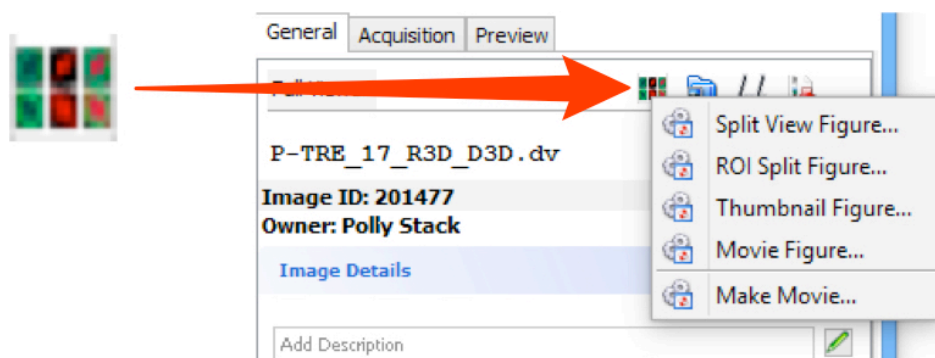 General Acquisition Preview
P-TRE_17_R3D_D3D.dv
Image ID: 201477
Owner: Polly Stack
Image Details
Add Description
Split View Figure...
ROI Split Figure...
Thumbnail Figure...
Movie Figure...
Make Movie...